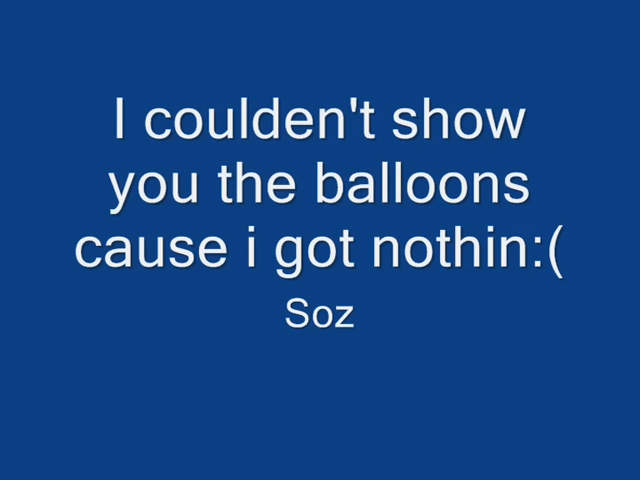 I coulden't show
you the balloons
cause i got nothin:(
Soz